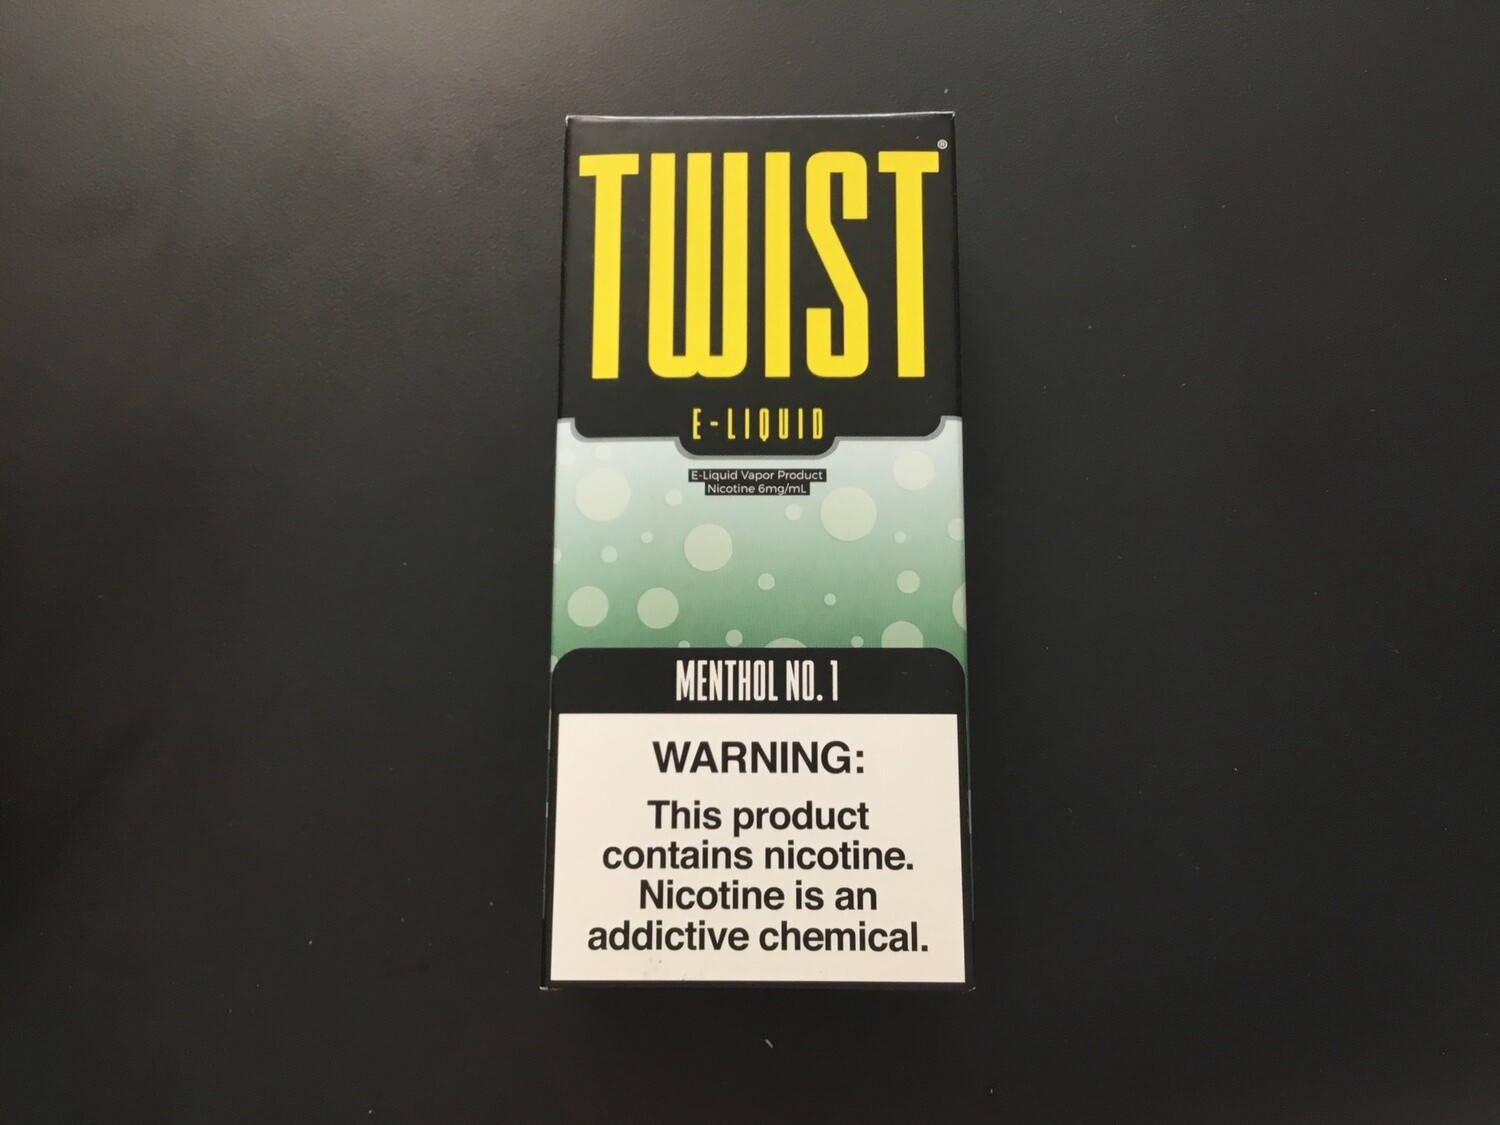 TWIST®
E-LIQUID
E-Liquid Vapor Product
Nicotine 6mg/mL
MENTHOL NO. 1
WARNING:
This product
contains nicotine.
Nicotine is an
addictive chemical.